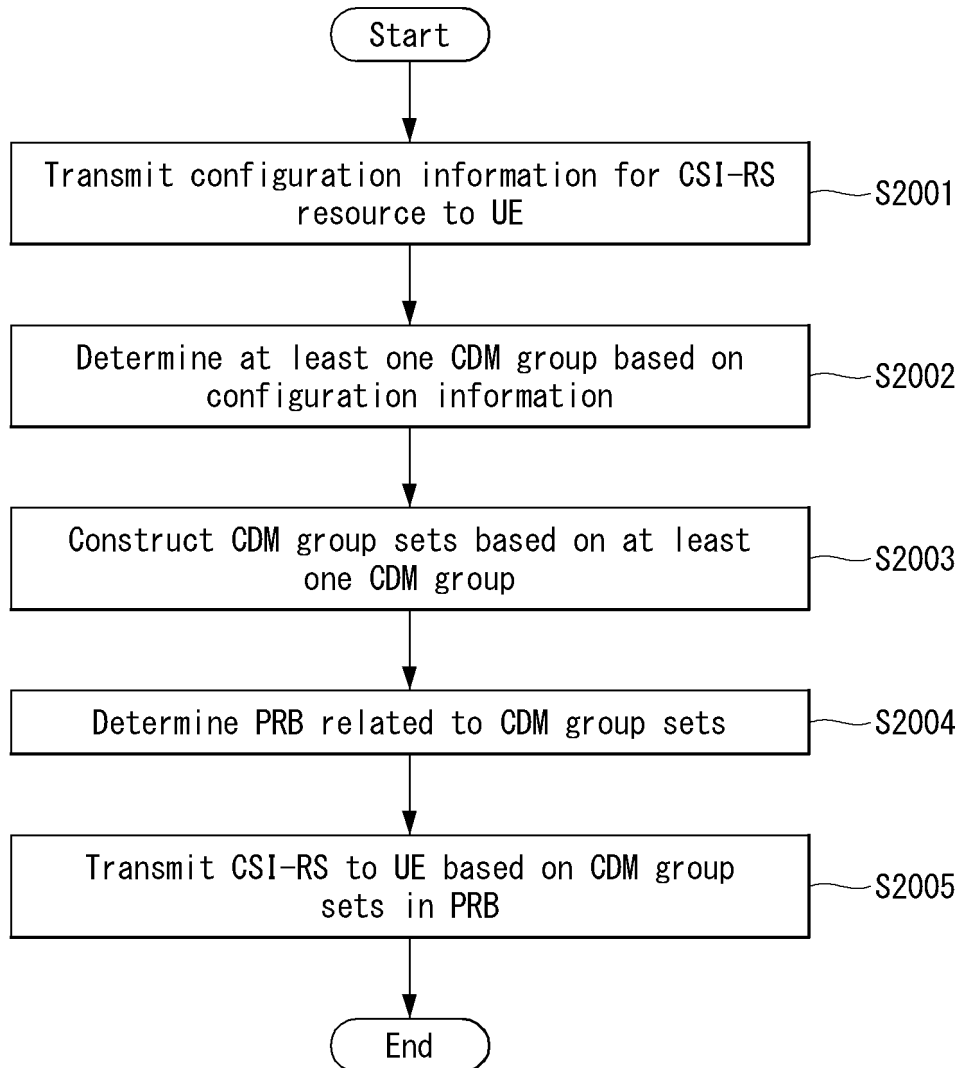 Start
Transmit configuration information for CSI-RS
resource to UE
S2001
Determine at least one CDM group based on
configuration information
S2002
Construct CDM group sets based on at least
one CDM group
S2003
Determine PRB related to CDM group sets
S2004
Transmit CSI-RS to UE based on CDM group
sets in PRB
S2005
End